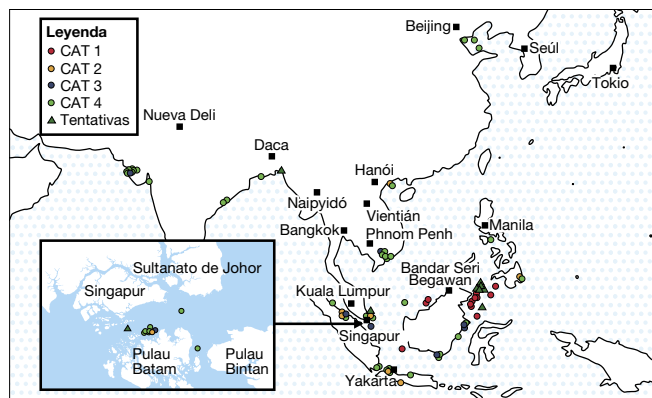 Leyenda
CAT 1
CAT 2
CAT 3
CAT 4
Tentativas
Beijing
Seúl
Tokio
Nueva Deli
Daca
Hanói
Naipyidó
Vientián
Bangkok
Phnom Penh
Manila
Bandar Seri
Begawan
Kuala Lumpur
Singapur
Yakarta
Sultanato de Johor
Singapur
Pulau
Batam
Pulau
Bintán